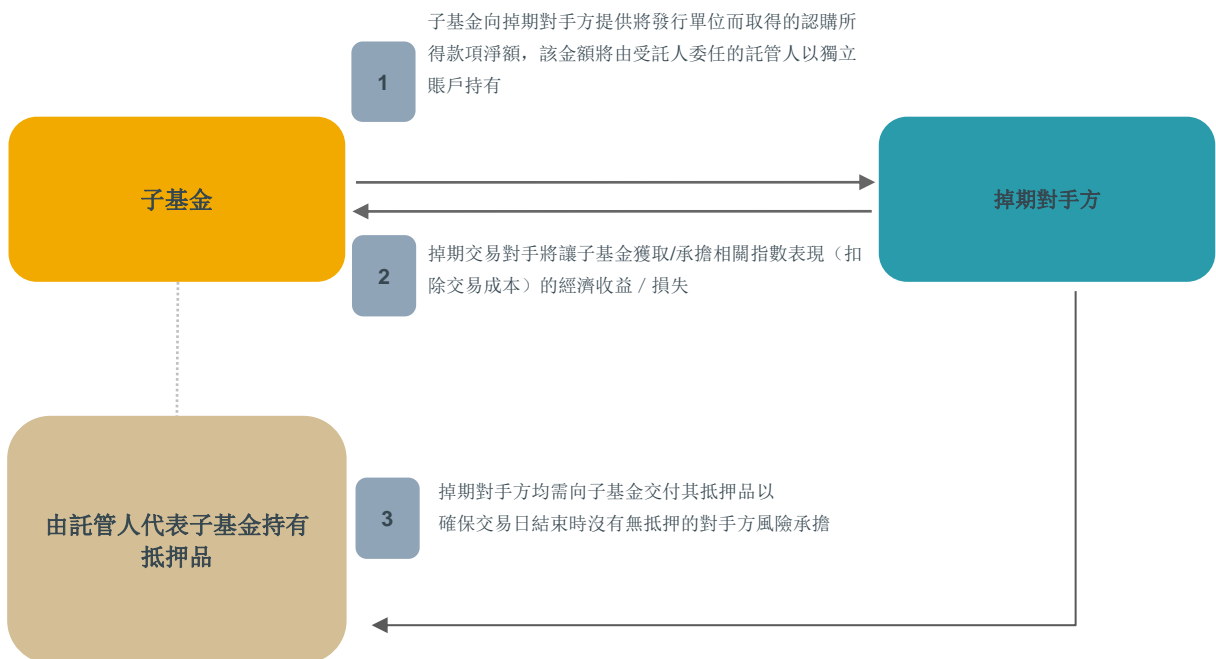 子基金向掉期對手方提供將發行單位而取得的認購所
得款項淨額，該金額將由受託人委任的託管人以獨立
賬戶持有
1
子基金
掉期對手方
2
掉期交易對手將讓子基金獲取/承擔相關指數表現（扣
除交易成本）的經濟收益 / 損失
由託管人代表子基金持有
抵押品
3
掉期對手方均需向子基金交付其抵押品以
確保交易日結束時沒有無抵押的對手方風險承擔